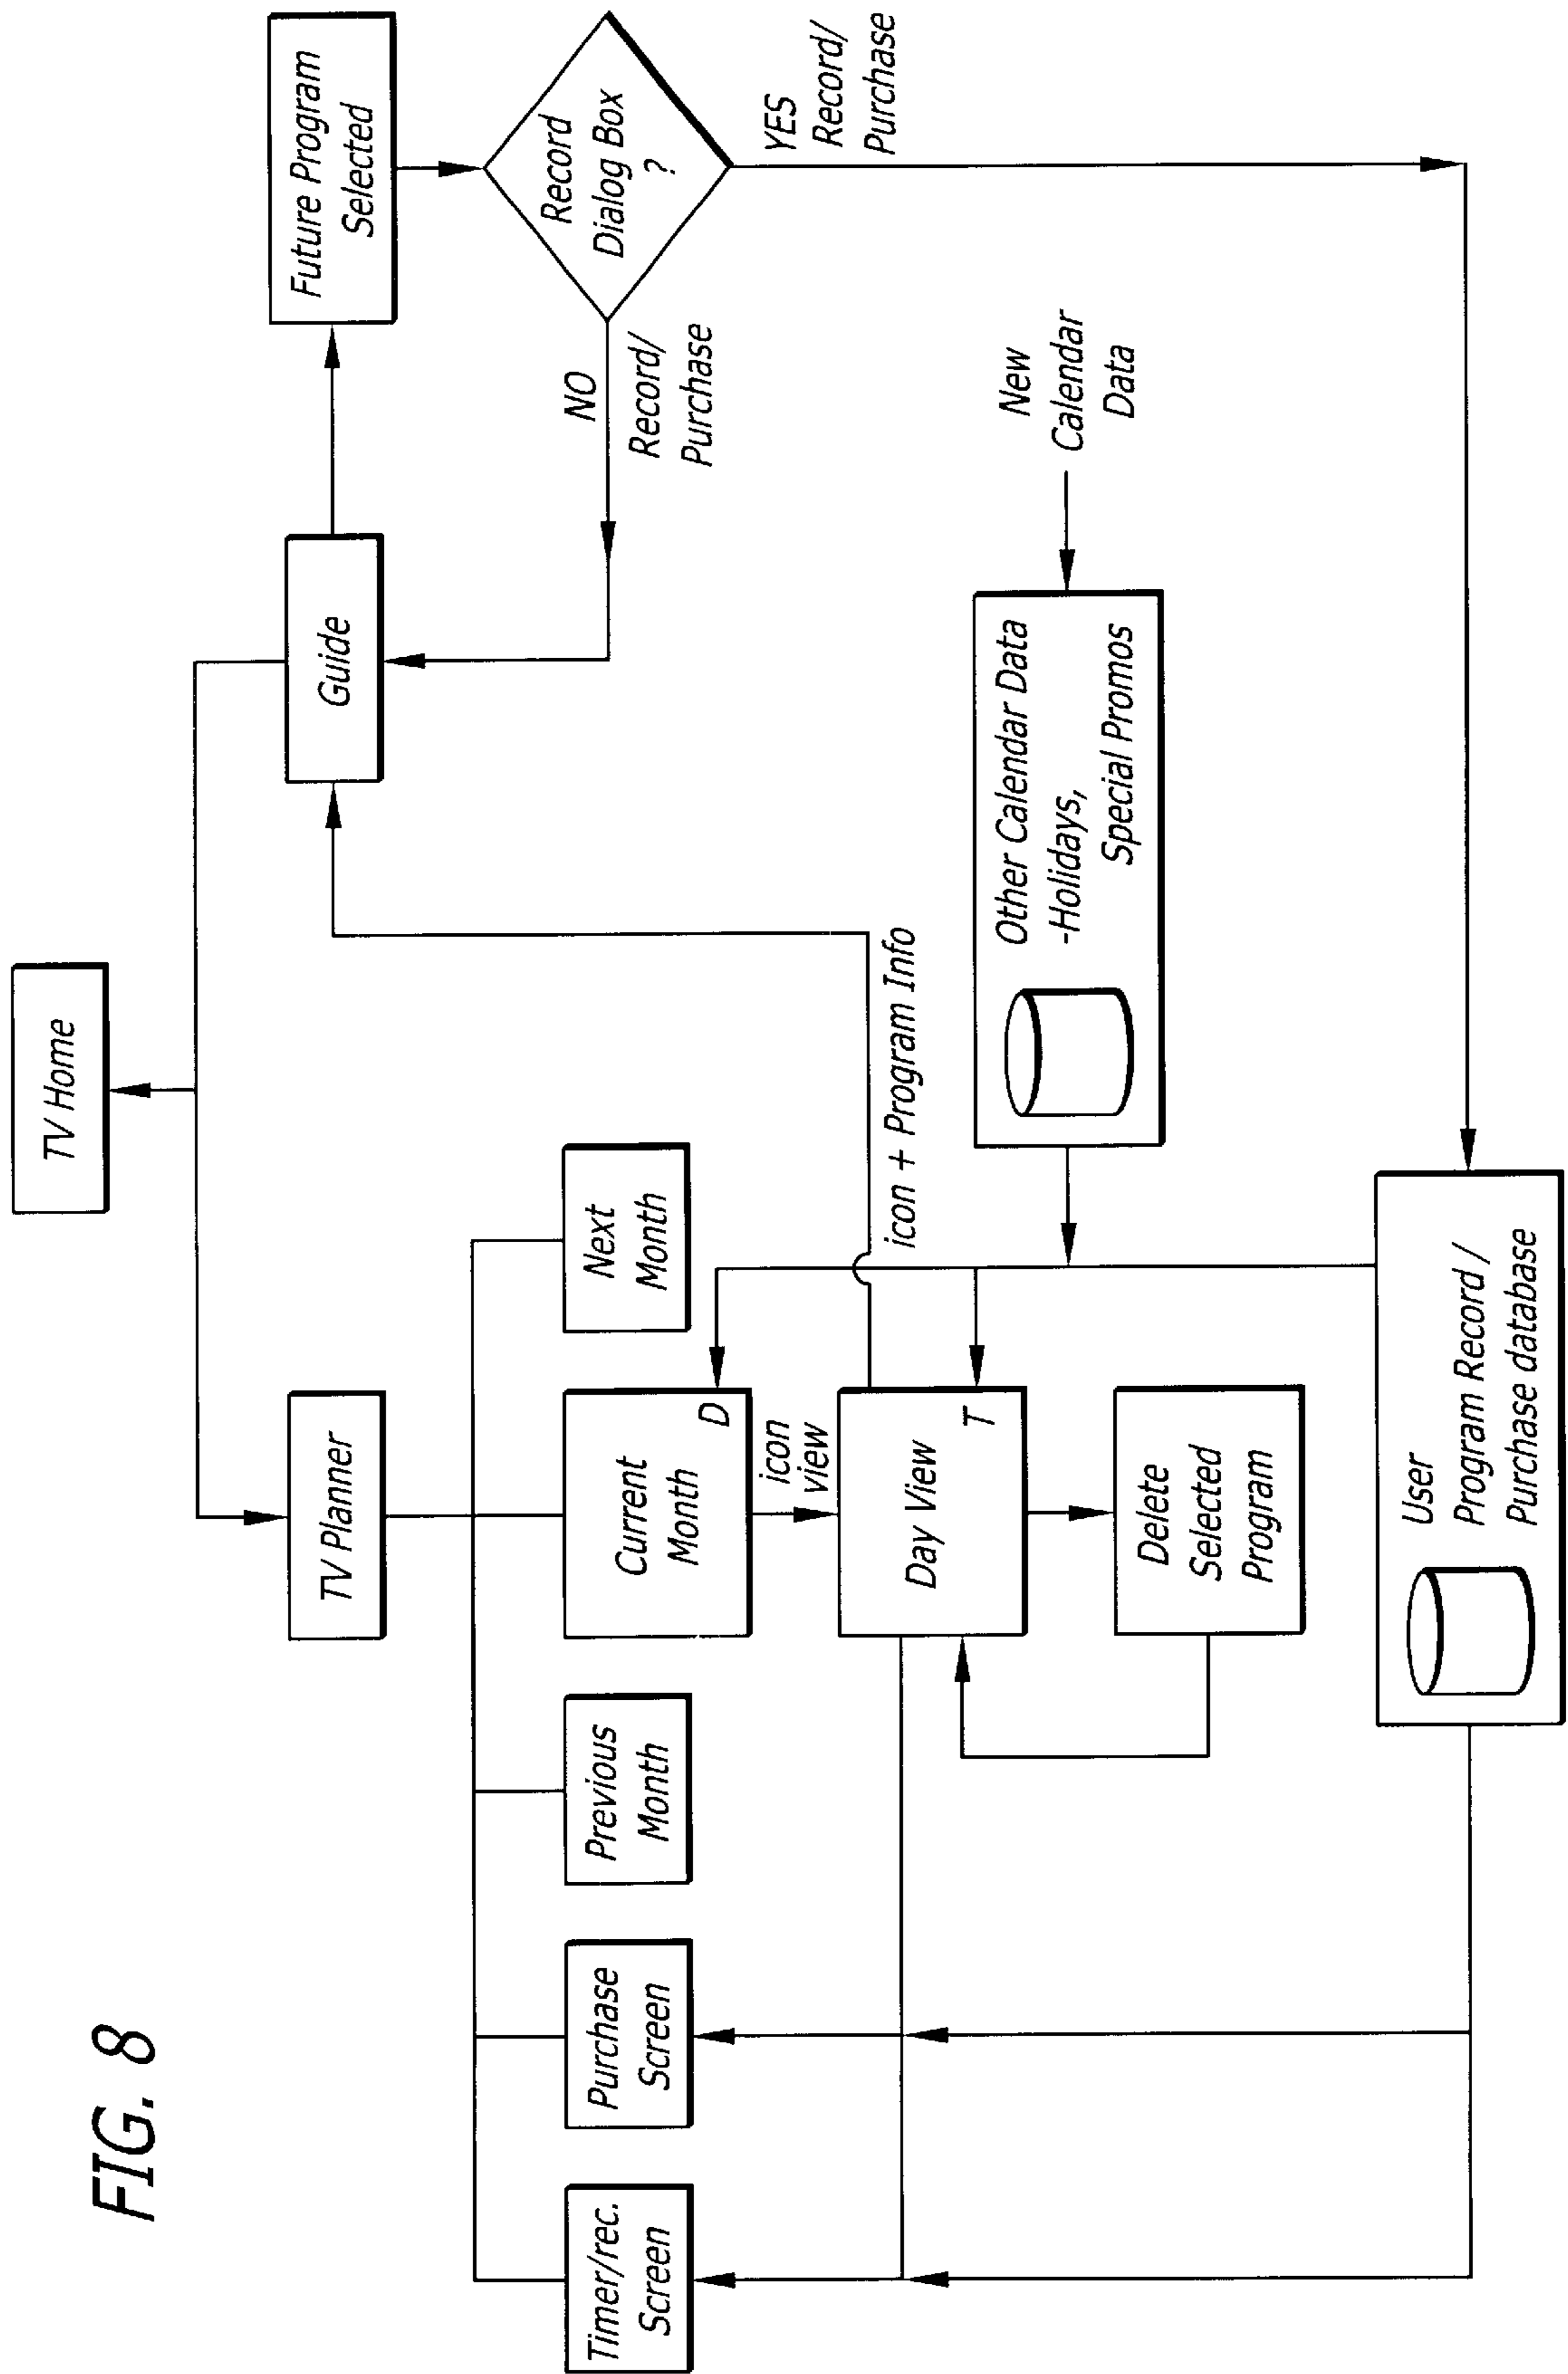 FIG. 8
TV Home
TV Planner
Guide
Future Program
Selected
Timer/rec.
Screen
Purchase
Screen
Previous
Month
Current
Month
D
Next
Month
NO
Record/
Purchase
Record
Dialog Box
?
YES
Record/
Purchase
icon
view
Day View
T
icon + Program Info
Delete
Selected
Program
Other Calendar Data
-Holidays,
Special Promos
New
Calendar
Data
User
Program Record /
Purchase database